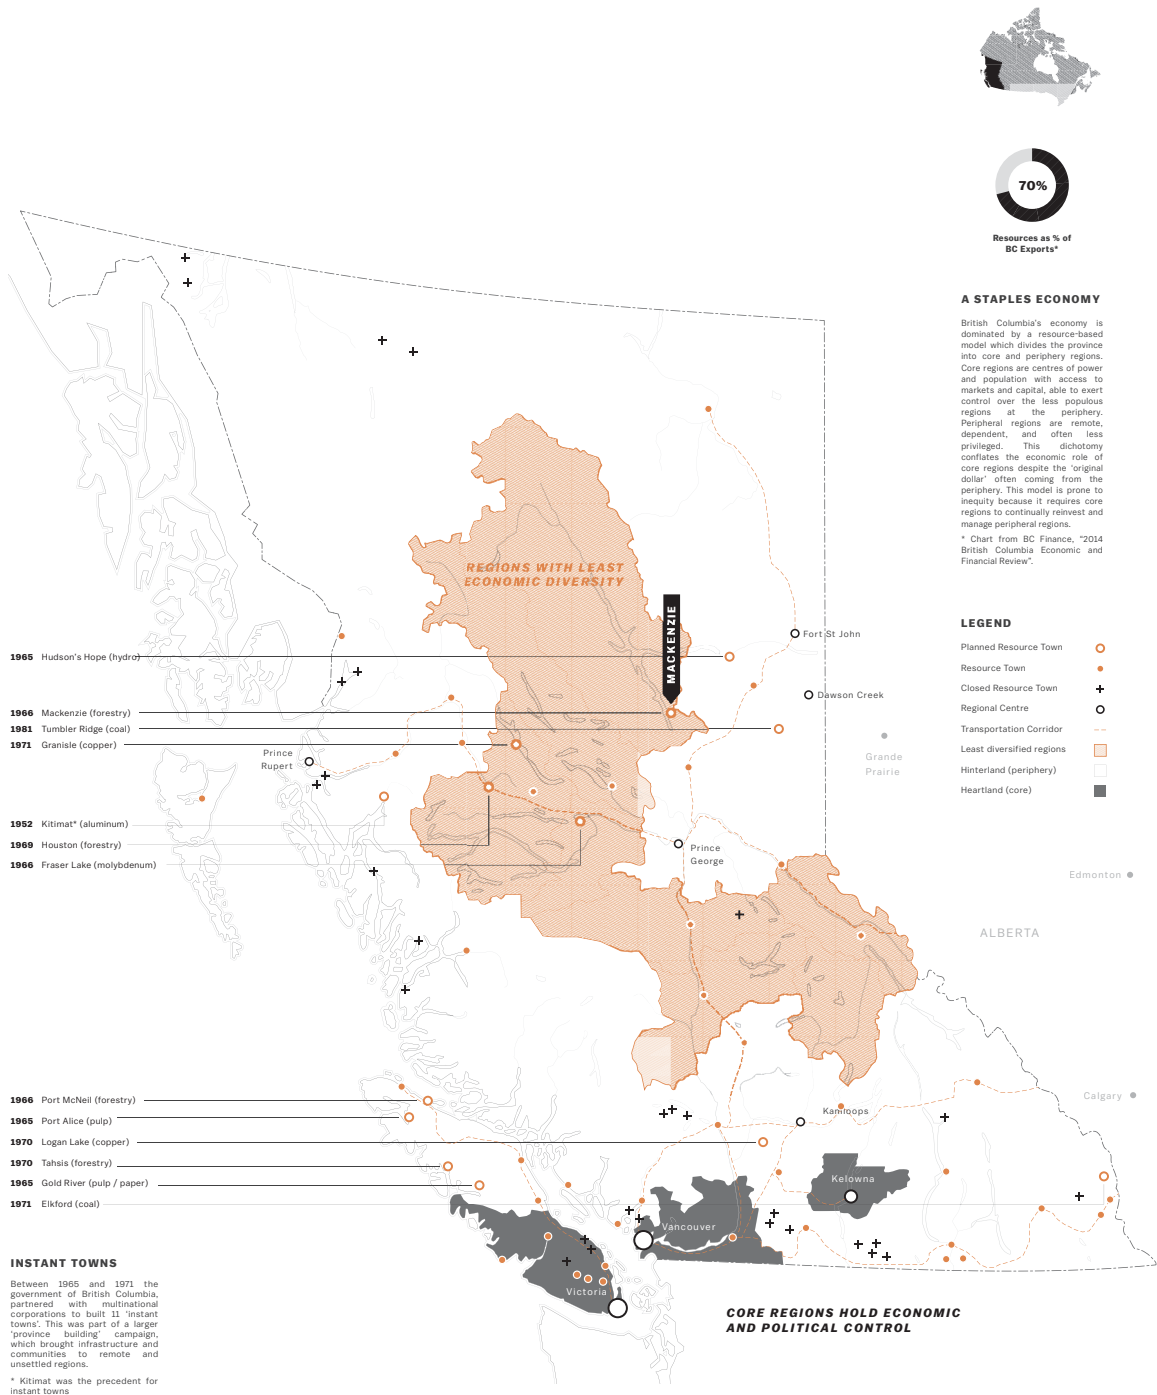 70%
Resources as % of
BC Exports*
A STAPLES ECONOMY
British Columbia's economy is
dominated by a resource-based
model which divides the province
into core and periphery regions.
Core regions are centres of power
and population with access to
markets and capital, able to exert
control over the less populous
regions at the periphery.
Peripheral regions are remote,
dependent, and often less
privileged. This dichotomy
conflates the economic role of
core regions despite the 'original
dollar' often coming from the
periphery. This model is prone to
inequity because it requires core
regions to continually reinvest and
manage peripheral regions.
* Chart from BC Finance, "2014
British Columbia Economic and
Financial Review".
REGIONS WITH LEAST
ECONOMIC DIVERSITY
MACKENZIE
Fort St John
Dawson Creek
Grande
Prairie
Prince
Rupert
Prince
George
Edmonton
ALBERTA
Calgary
Kamloops
Kelowna
Vancouver
Victoria
LEGEND
Planned Resource Town
Resource Town
Closed Resource Town
Regional Centre
Transportation Corridor
Least diversified regions
Hinterland (periphery)
Heartland (core)
1965 Hudson's Hope (hydro)
1966 Mackenzie (forestry)
1981 Tumbler Ridge (coal)
1971 Granisle (copper)
1952 Kitimat* (aluminum)
1969 Houston (forestry)
1966 Fraser Lake (molybdenum)
1966 Port McNeil (forestry)
1965 Port Alice (pulp)
1970 Logan Lake (copper)
1970 Tahsis (forestry)
1965 Gold River (pulp / paper)
1971 Elkford (coal)
INSTANT TOWNS
Between 1965 and 1971 the
government of British Columbia,
partnered with multinational
corporations to built 11 'instant
towns'. This was part of a larger
'province building' campaign,
which brought infrastructure and
communities to remote and
unsettled regions.
* Kitimat was the precedent for
instant towns
CORE REGIONS HOLD ECONOMIC
AND POLITICAL CONTROL